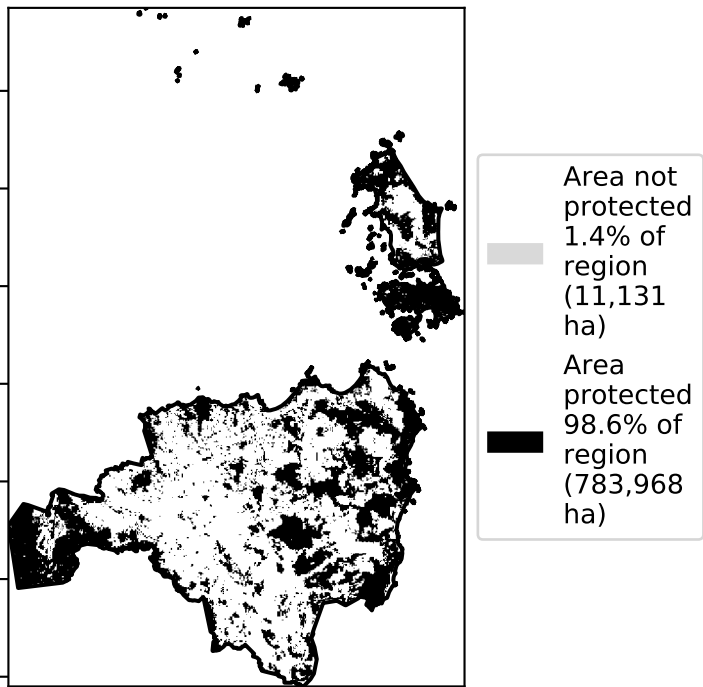 Area not
protected
1.4% of
region
(11,131
ha)
Area
protected
98.6% of
region
(783,968
ha)